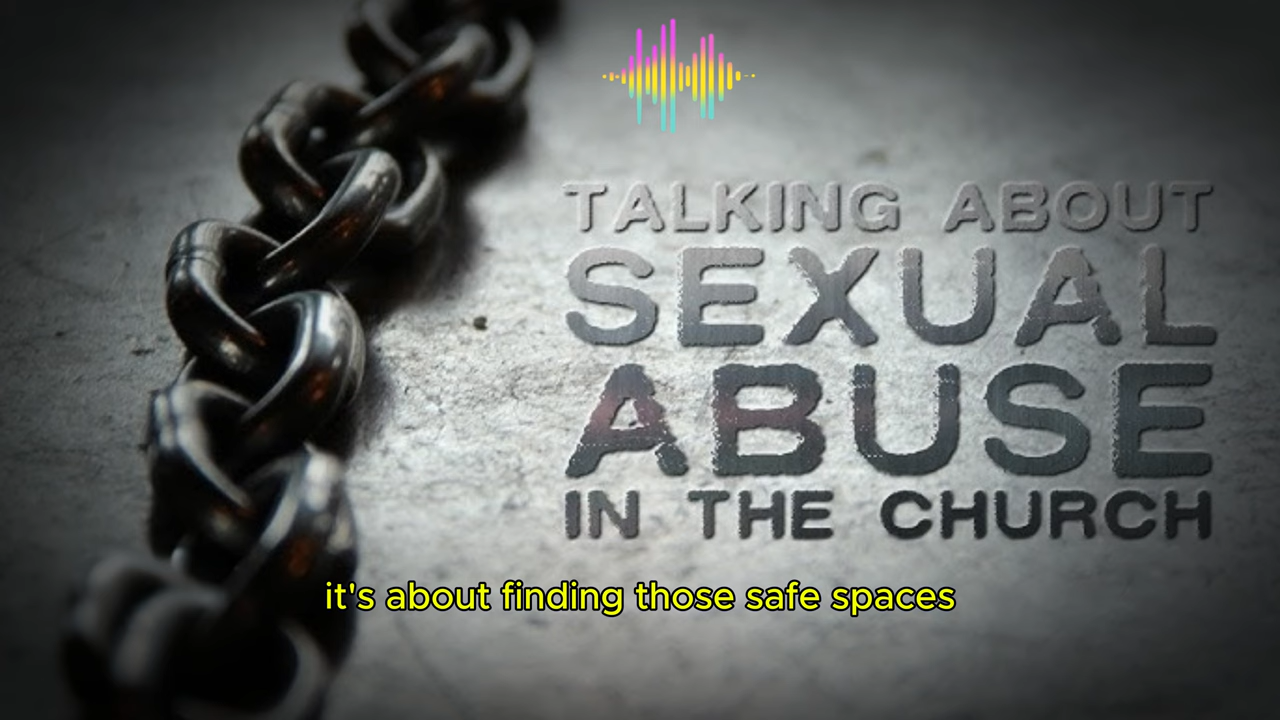 TALKING ABOUT
SEXUAL
ABUSE
IN THE CHURCH
it's about finding those safe spaces